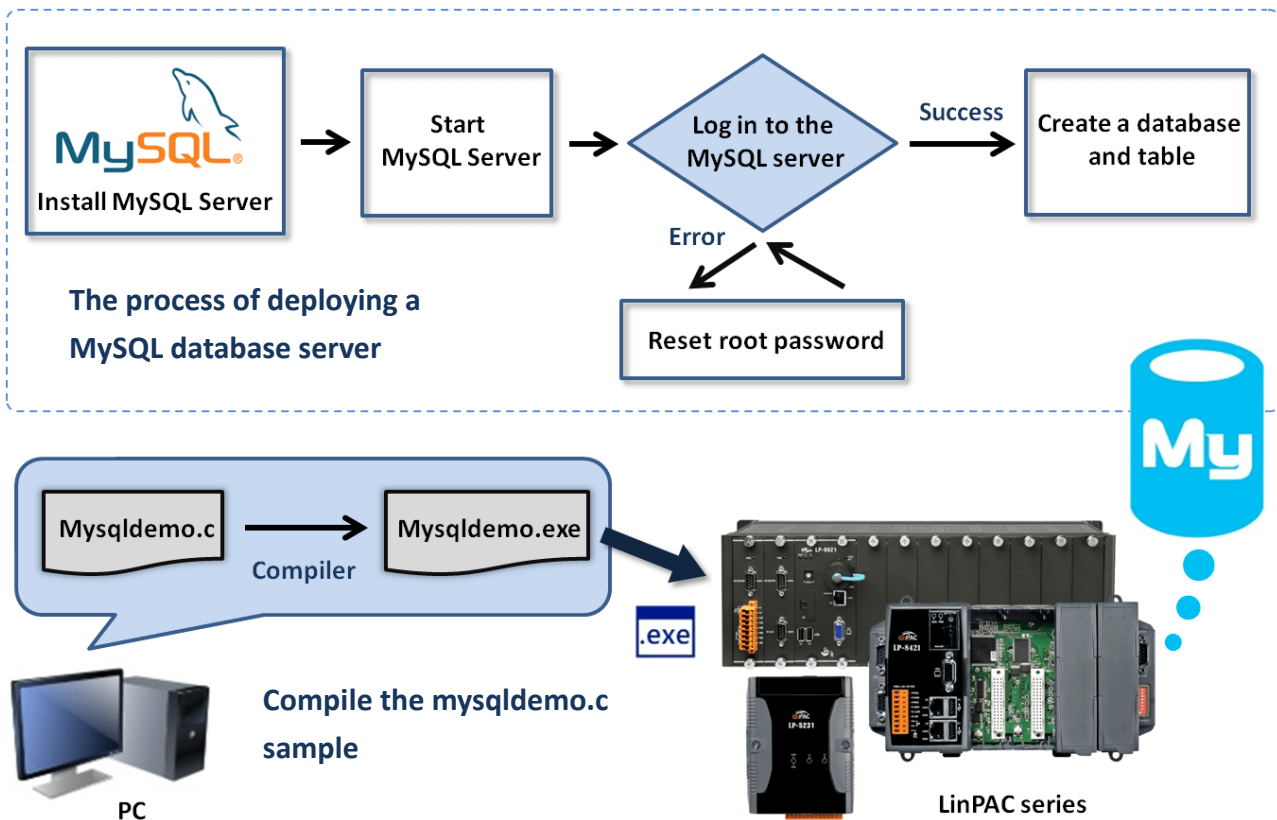 MySQL®
Install MySQL Server
Start
MySQL Server
Log in to the
MySQL server
Success
Create a database
and table
Error
Reset root password
The process of deploying a
MySQL database server
My
Mysqldemo.c
Compiler
Mysqldemo.exe
.exe
LP-8421
LP-5231
PC
Compile the mysqldemo.c
sample
LinPAC series